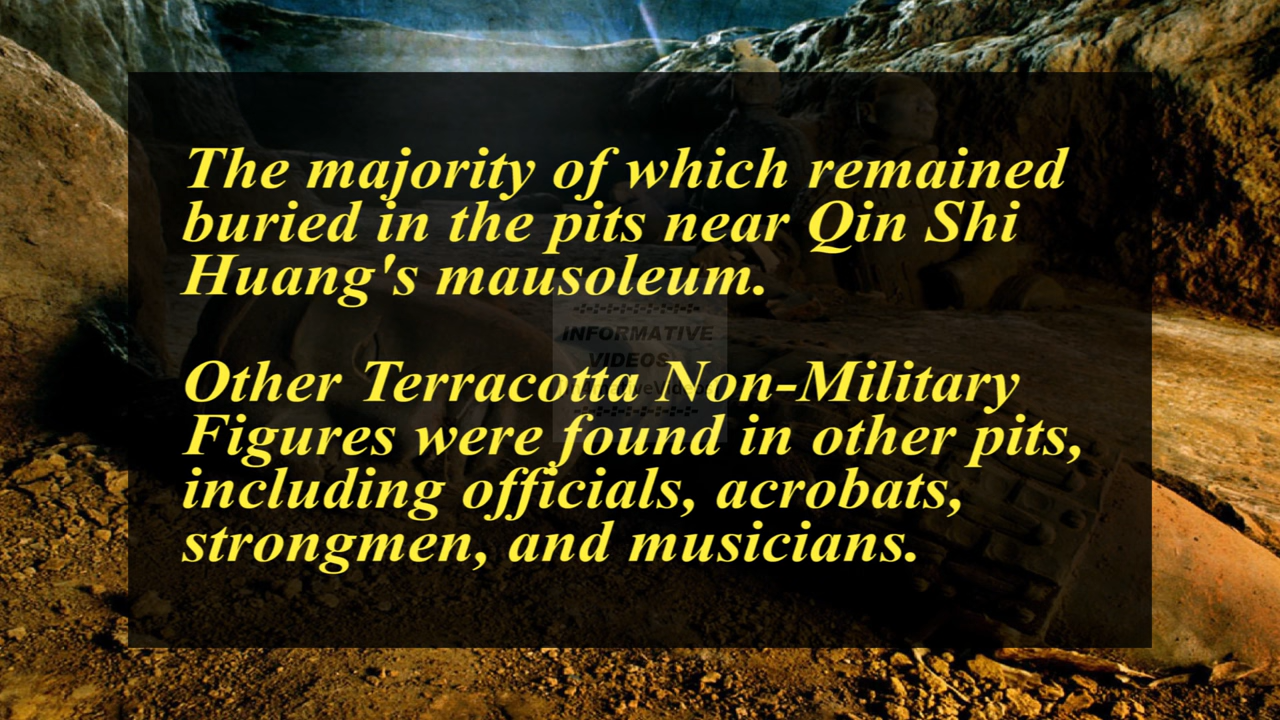 The majority of which remained
buried in the pits near Qin Shi
Huang's mausoleum.
INFORMATIVE
VIDEOS
Other Terracotta Non-Military
Figures were found in other pits,
including officials, acrobats,
strongmen, and musicians.